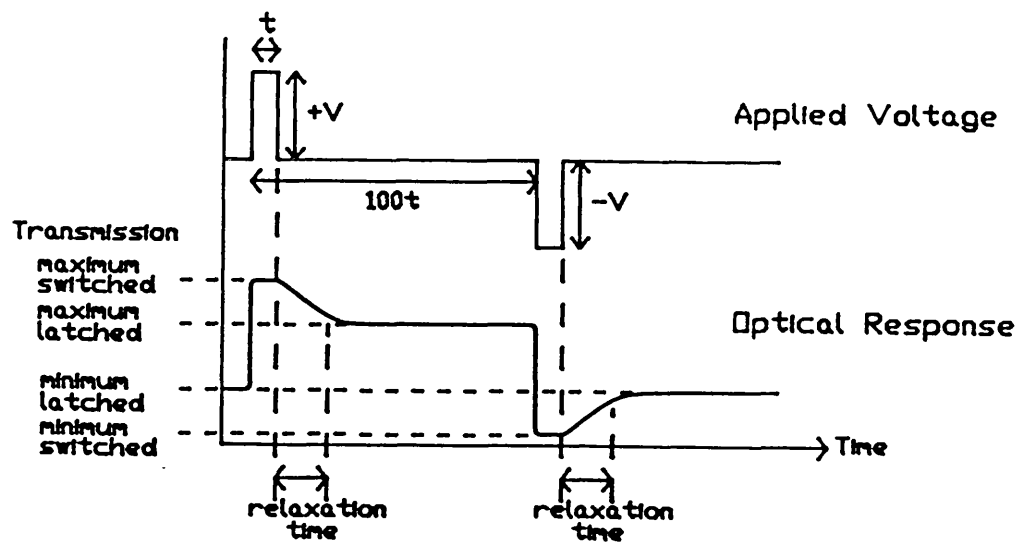 t
+V
Applied Voltage
100t
-V
Transmission
maximum
switched
maximum
latched
Optical Response
minimum
latched
minimum
switched
Time
relaxation
time
relaxation
time